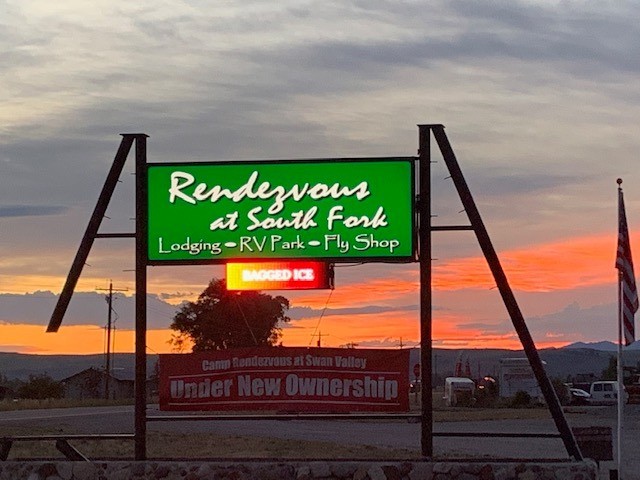 Rendezvous
at South Fork
Lodging - RV Park - Fly Shop
BAGGED ICE
Camp Rendezvous at Swan Valley
Under New Ownership